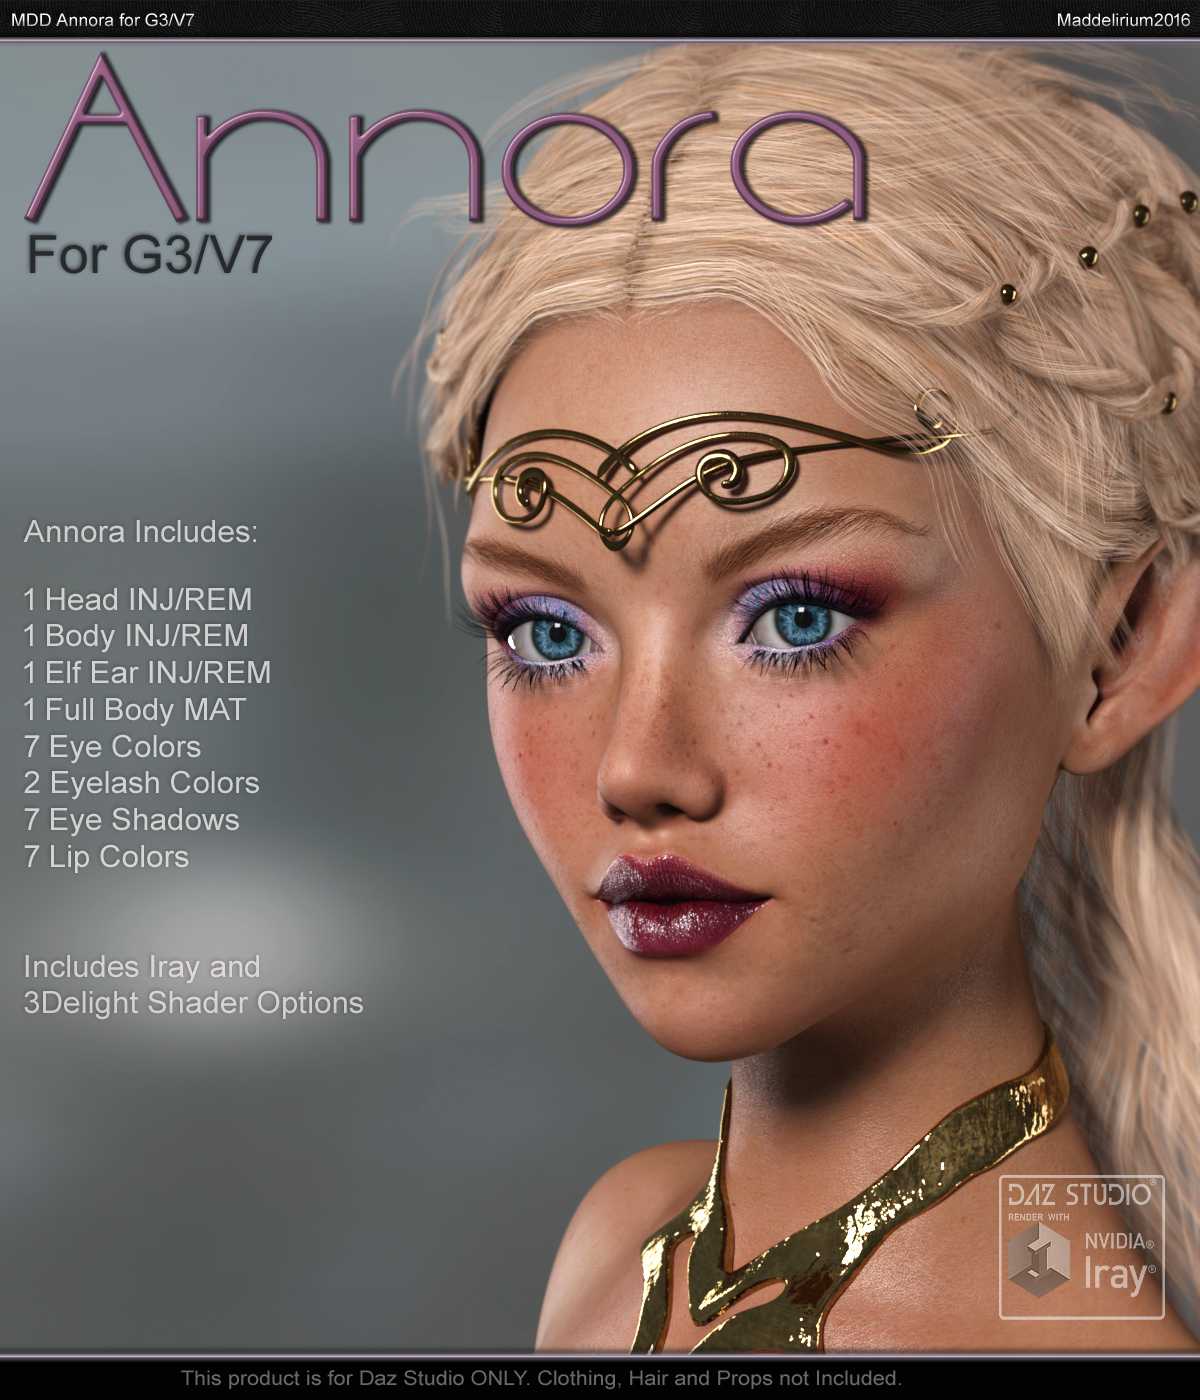 MDD Annora for G3/V7
Maddelirium2016
Annora
For G3/V7
Annora Includes:
1 Head INJ/REM
1 Body INJ/REM
1 Elf Ear INJ/REM
1 Full Body MAT
7 Eye Colors
2 Eyelash Colors
7 Eye Shadows
7 Lip Colors
Includes Iray and
3Delight Shader Options
DAZ STUDIO®
RENDER WITH
NVIDIA®
Iray®
This product is for Daz Studio ONLY. Clothing, Hair and Props not Included.